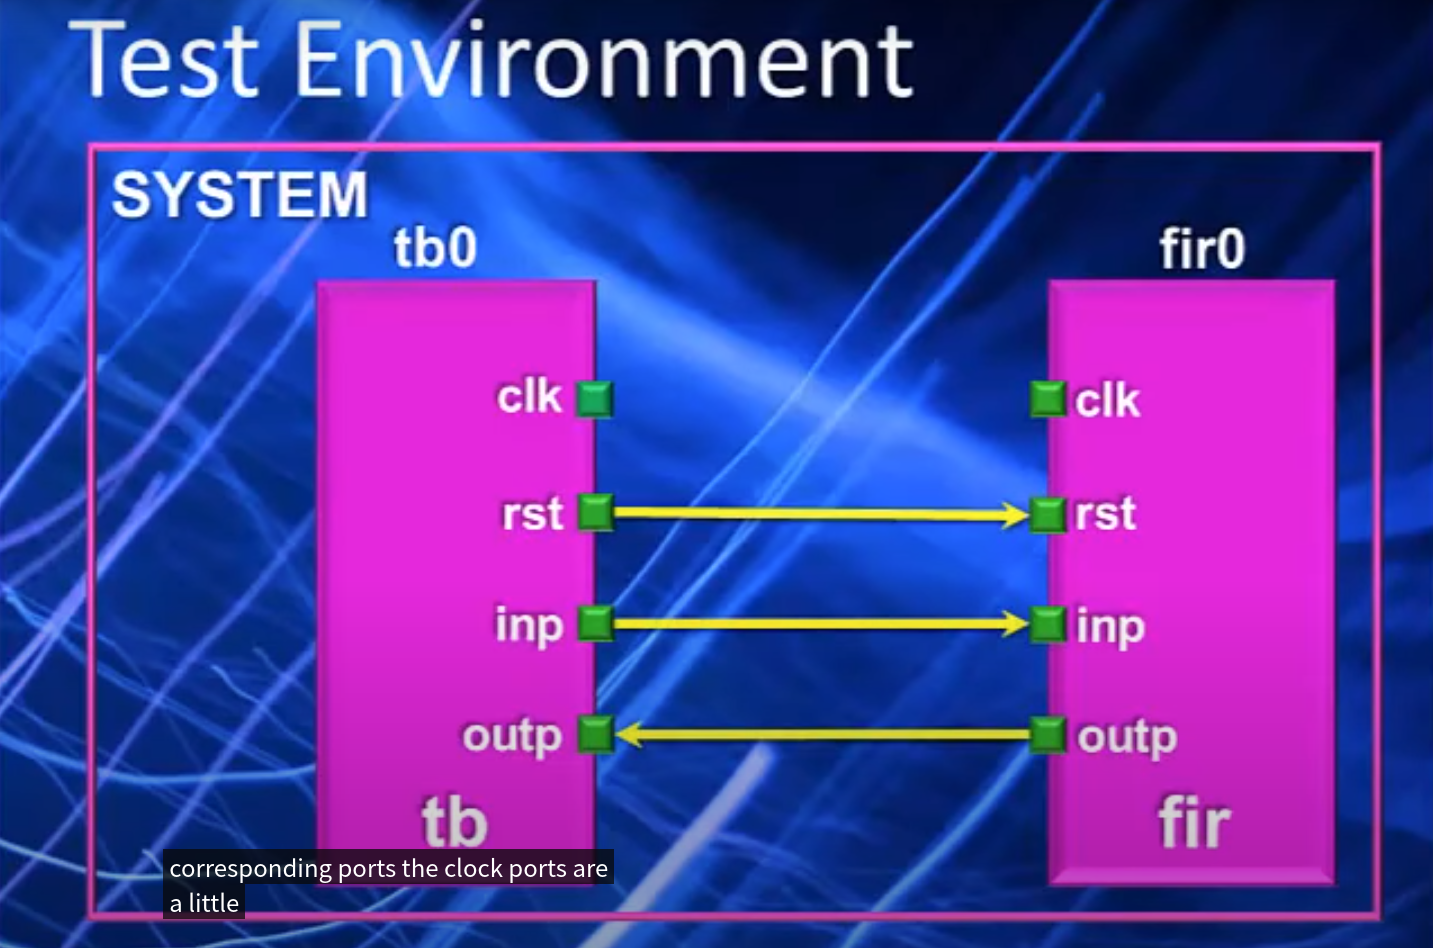 Test Environment
SYSTEM
tb0
fir0
clk
clk
rst
rst
inp
inp
outp
outp
tb
fir
corresponding ports the clock ports are
a little